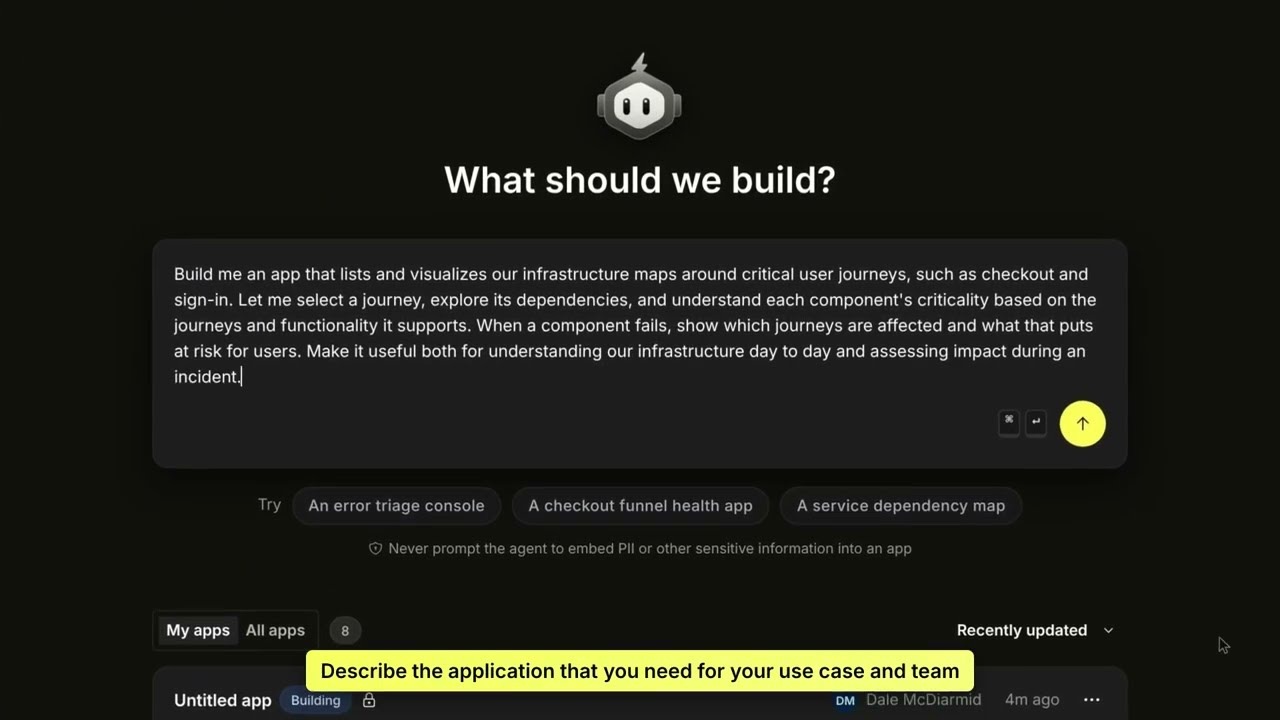 What should we build?
Build me an app that lists and visualizes our infrastructure maps around critical user journeys, such as checkout and
sign-in. Let me select a journey, explore its dependencies, and understand each component's criticality based on the
journeys and functionality it supports. When a component fails, show which journeys are affected and what that puts
at risk for users. Make it useful both for understanding our infrastructure day to day and assessing impact during an
incident.
⌘ ↵
Try An error triage console A checkout funnel health app A service dependency map
Never prompt the agent to embed PII or other sensitive information into an app
My apps All apps 8 Recently updated
Describe the application that you need for your use case and team
Untitled app Building DM Dale McDiarmid 4m ago